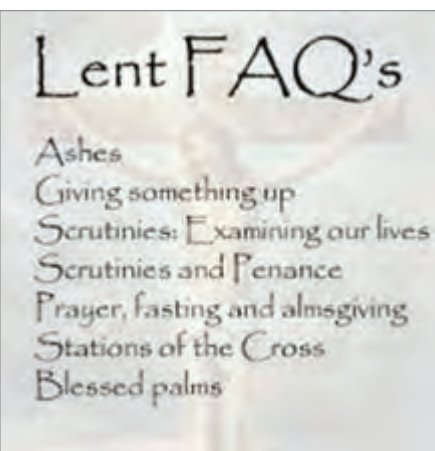 Lent FAQ's
Ashes
Giving something up
Scrutinies: Examining our lives
Scrutinies and Penance
Prayer, fasting and almsgiving
Stations of the Cross
Blessed palms